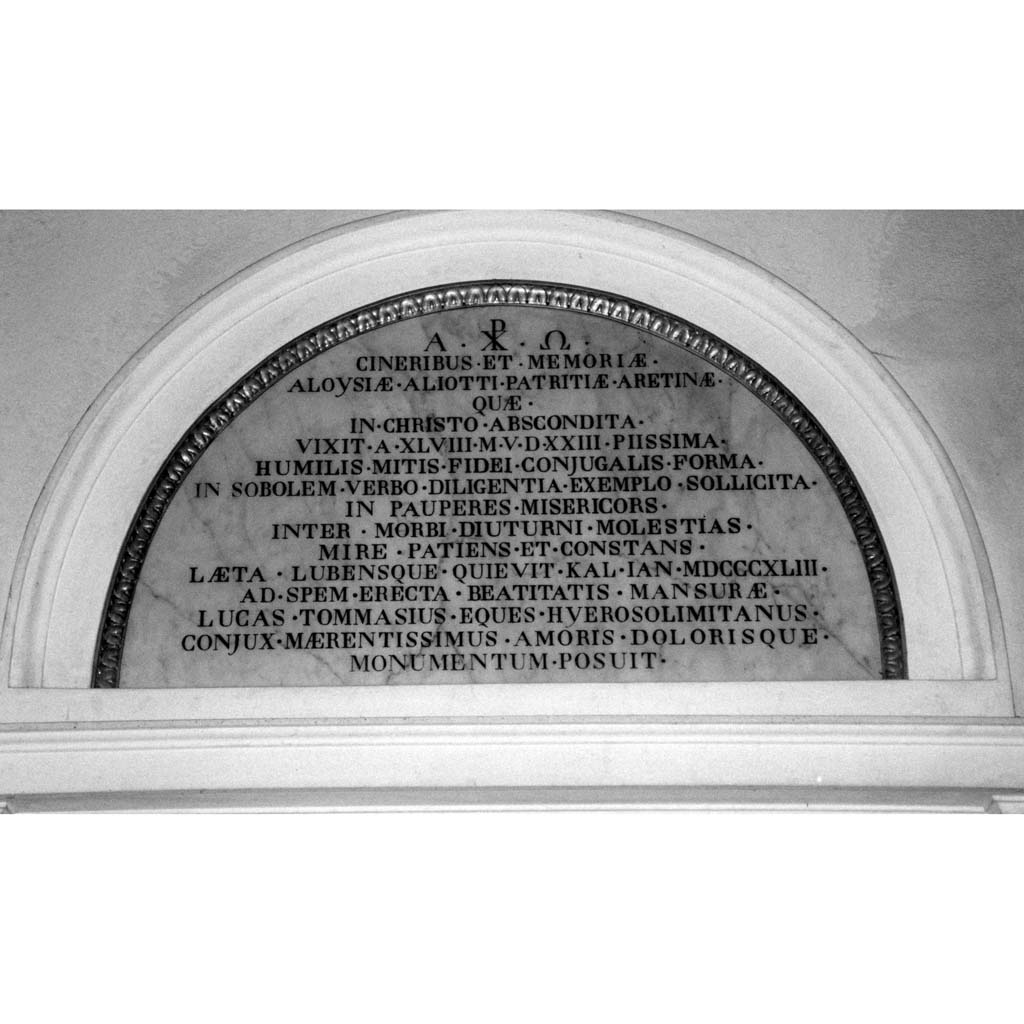 A · ☧ · Ω ·
CINERIBUS · ET · MEMORIÆ ·
ALOYSIÆ · ALIOTTI · PATRITIÆ · ARETINÆ ·
QUÆ ·
IN · CHRISTO · ABSCONDITA ·
VIXIT · A · XLVIII · M · V · D · XXIII · PIISSIMA ·
HUMILIS · MITIS · FIDEI · CONJUGALIS · FORMA ·
IN SOBOLEM · VERBO · DILIGENTIA · EXEMPLO · SOLLICITA ·
IN PAUPERES · MISERICORS ·
INTER · MORBI · DIUTURNI · MOLESTIAS ·
MIRE · PATIENS · ET · CONSTANS ·
LÆTA · LUBENSQUE · QUIEVIT · KAL · IAN · MDCCCXLIII ·
AD · SPEM · ERECTA · BEATITATIS · MANSURÆ ·
LUCAS · TOMMASIUS · EQUES · HYEROSOLIMITANUS ·
CONJUX · MÆRENTISSIMUS · AMORIS · DOLORISQUE ·
MONUMENTUM · POSUIT ·